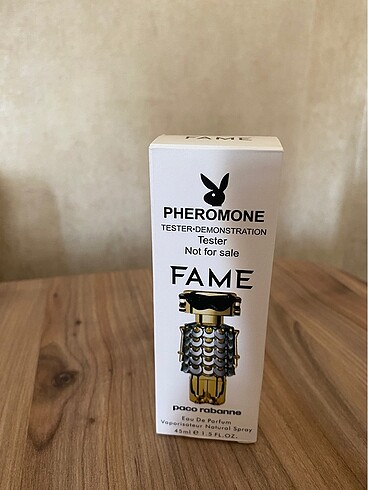 FAME
PHEROMONE
TESTER•DEMONSTRATION
Tester
Not for sale
FAME
paco rabanne
Eau De Parfum
Vaporisateur Natural Spray
45ml e 1.5 FL.OZ.